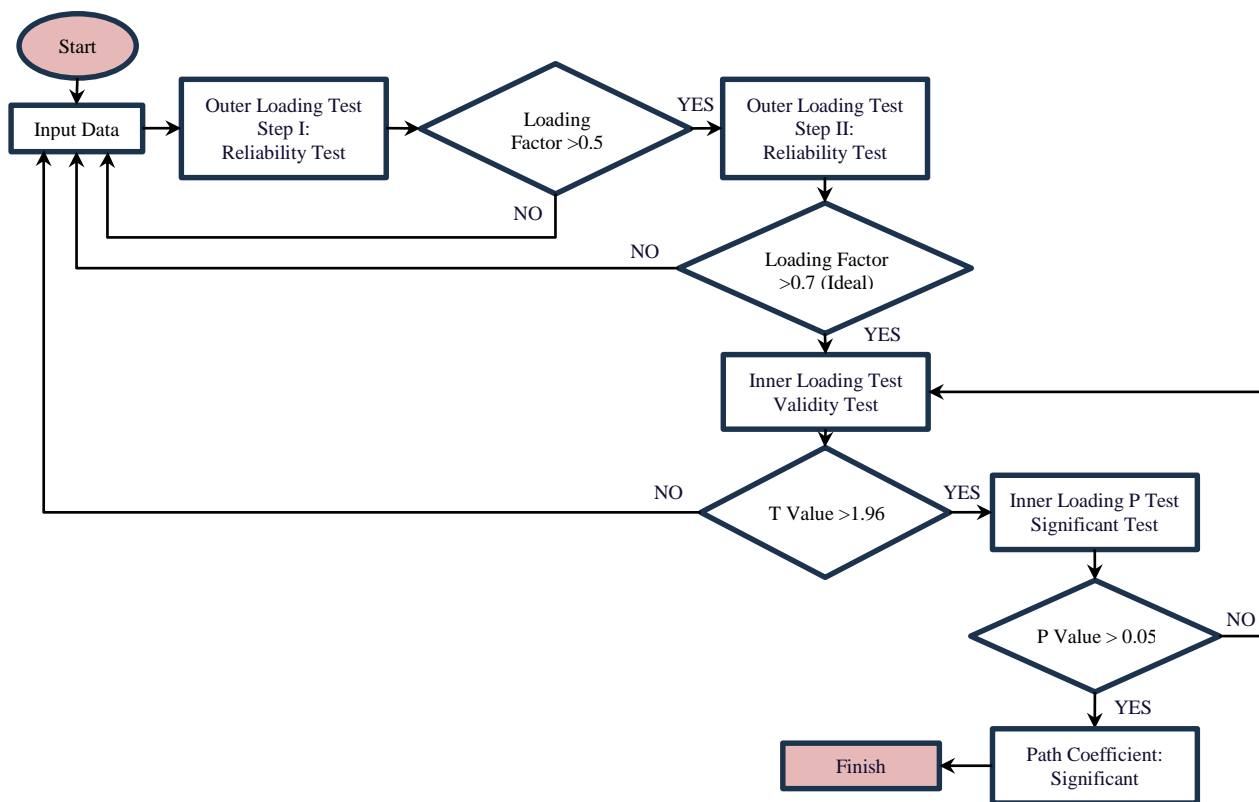 Start
Input Data
Outer Loading Test
Step I:
Reliability Test
Loading
Factor >0.5
YES
NO
Outer Loading Test
Step II:
Reliability Test
NO
Loading Factor
>0.7 (Ideal)
YES
Inner Loading Test
Validity Test
NO
T Value >1.96
YES
Inner Loading P Test
Significant Test
P Value > 0.05
NO
YES
Path Coefficient:
Significant
Finish